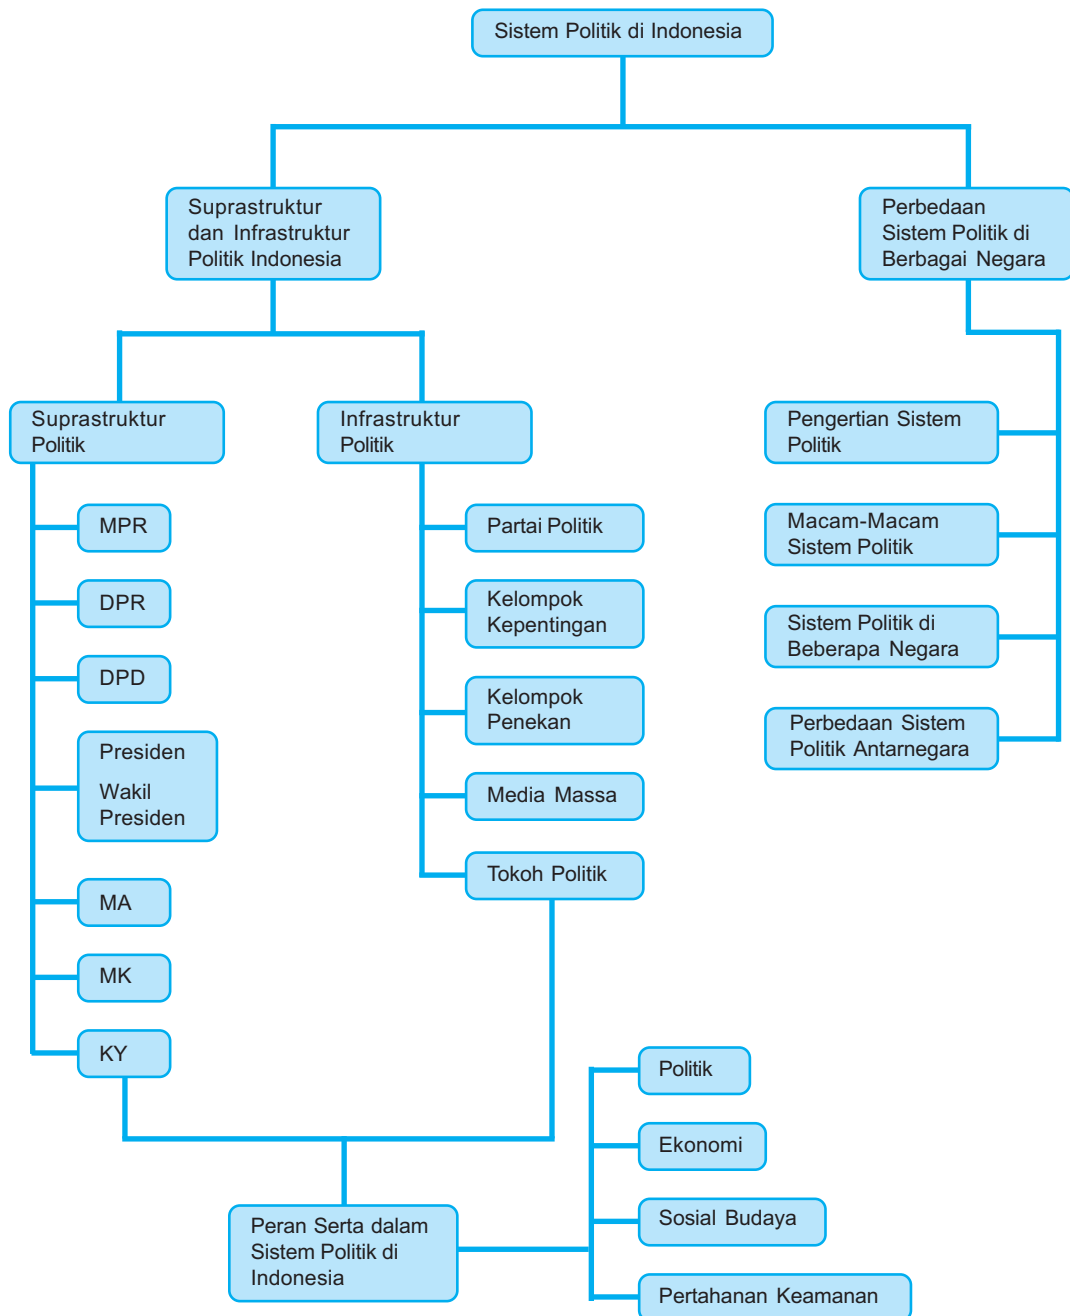 Sistem Politik di Indonesia
Suprastruktur
dan Infrastruktur
Politik Indonesia
Perbedaan
Sistem Politik di
Berbagai Negara
Suprastruktur
Politik
Infrastruktur
Politik
Pengertian Sistem
Politik
MPR
Partai Politik
Macam-Macam
Sistem Politik
DPR
Kelompok
Kepentingan
Sistem Politik di
Beberapa Negara
DPD
Kelompok
Penekan
Perbedaan Sistem
Politik Antarnegara
Presiden
Wakil
Presiden
Media Massa
MA
Tokoh Politik
MK
KY
Politik
Ekonomi
Sosial Budaya
Peran Serta dalam
Sistem Politik di
Indonesia
Pertahanan Keamanan